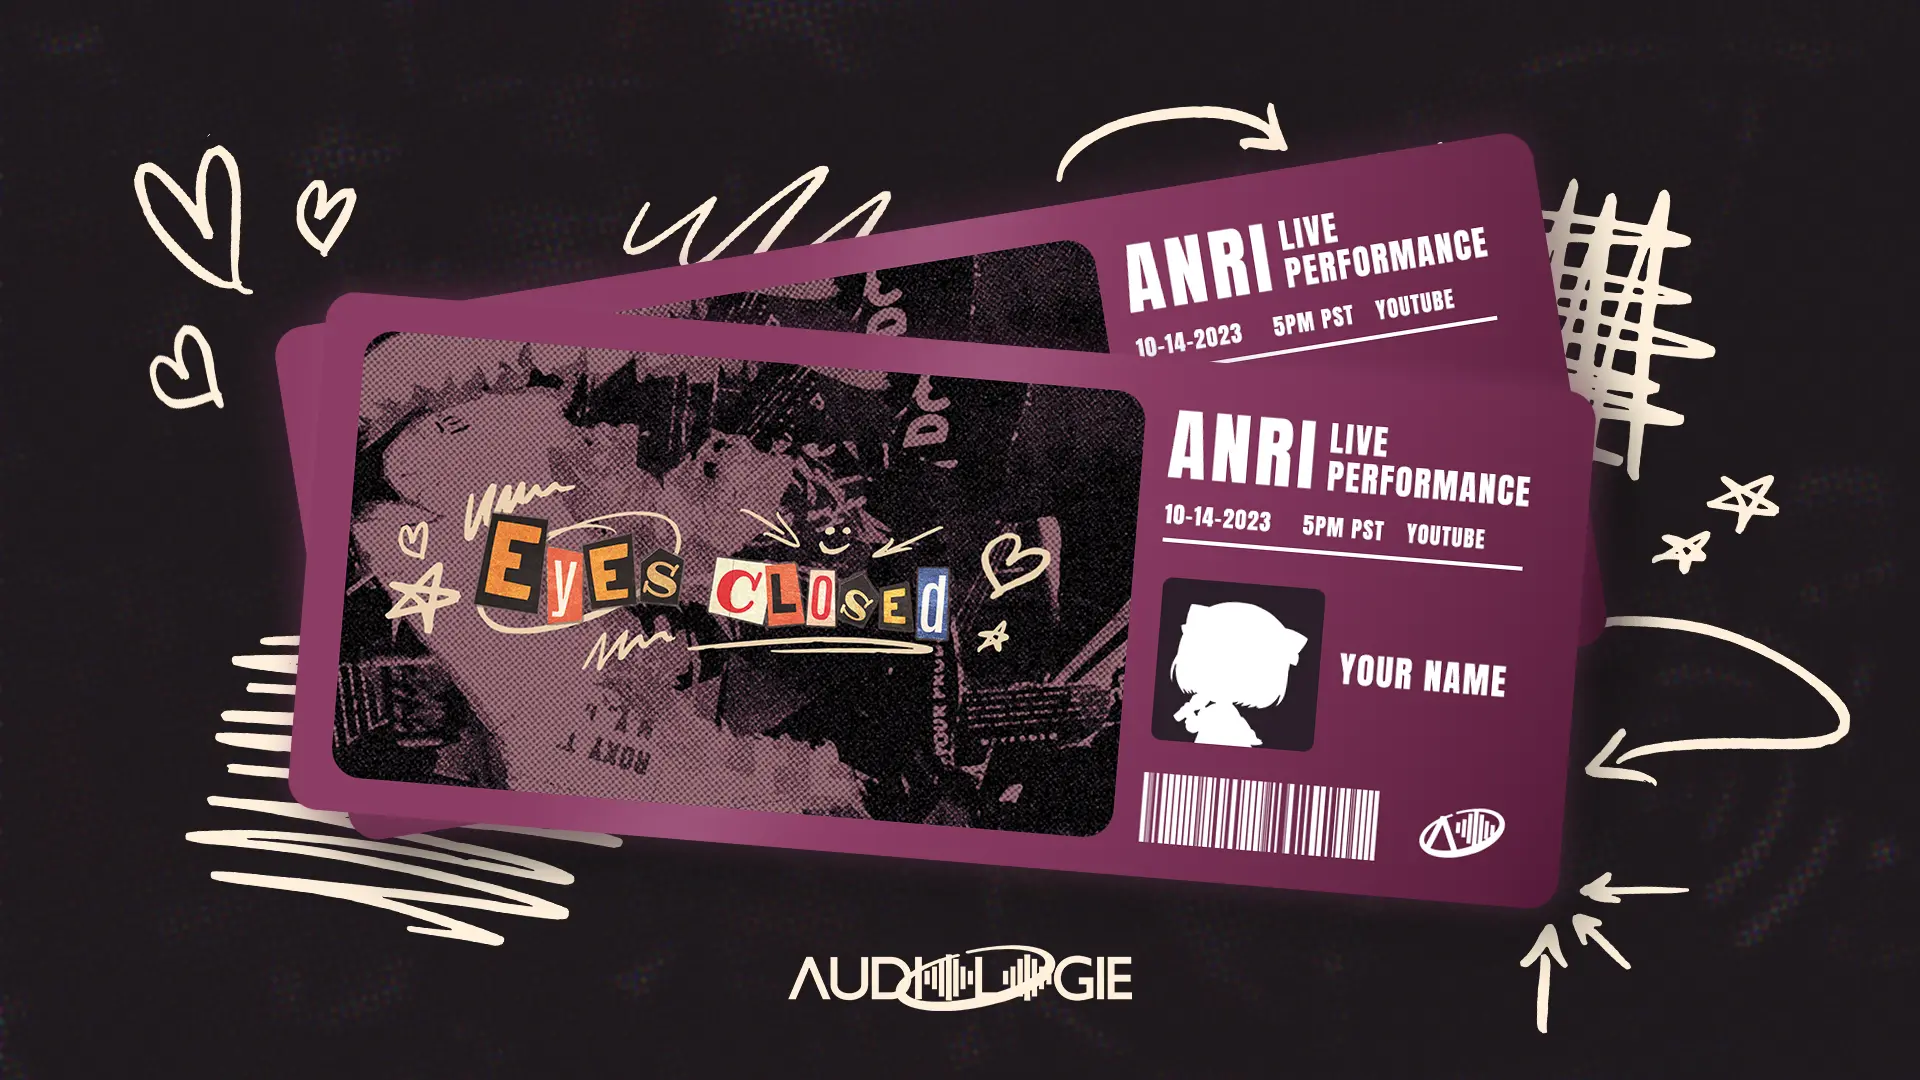 ANRI LIVE
PERFORMANCE
10-14-2023 5PM PST YOUTUBE
EyEs CLOSEd
ANRI LIVE
PERFORMANCE
10-14-2023 5PM PST YOUTUBE
YOUR NAME
ROXY T
AUDIOLOGIE